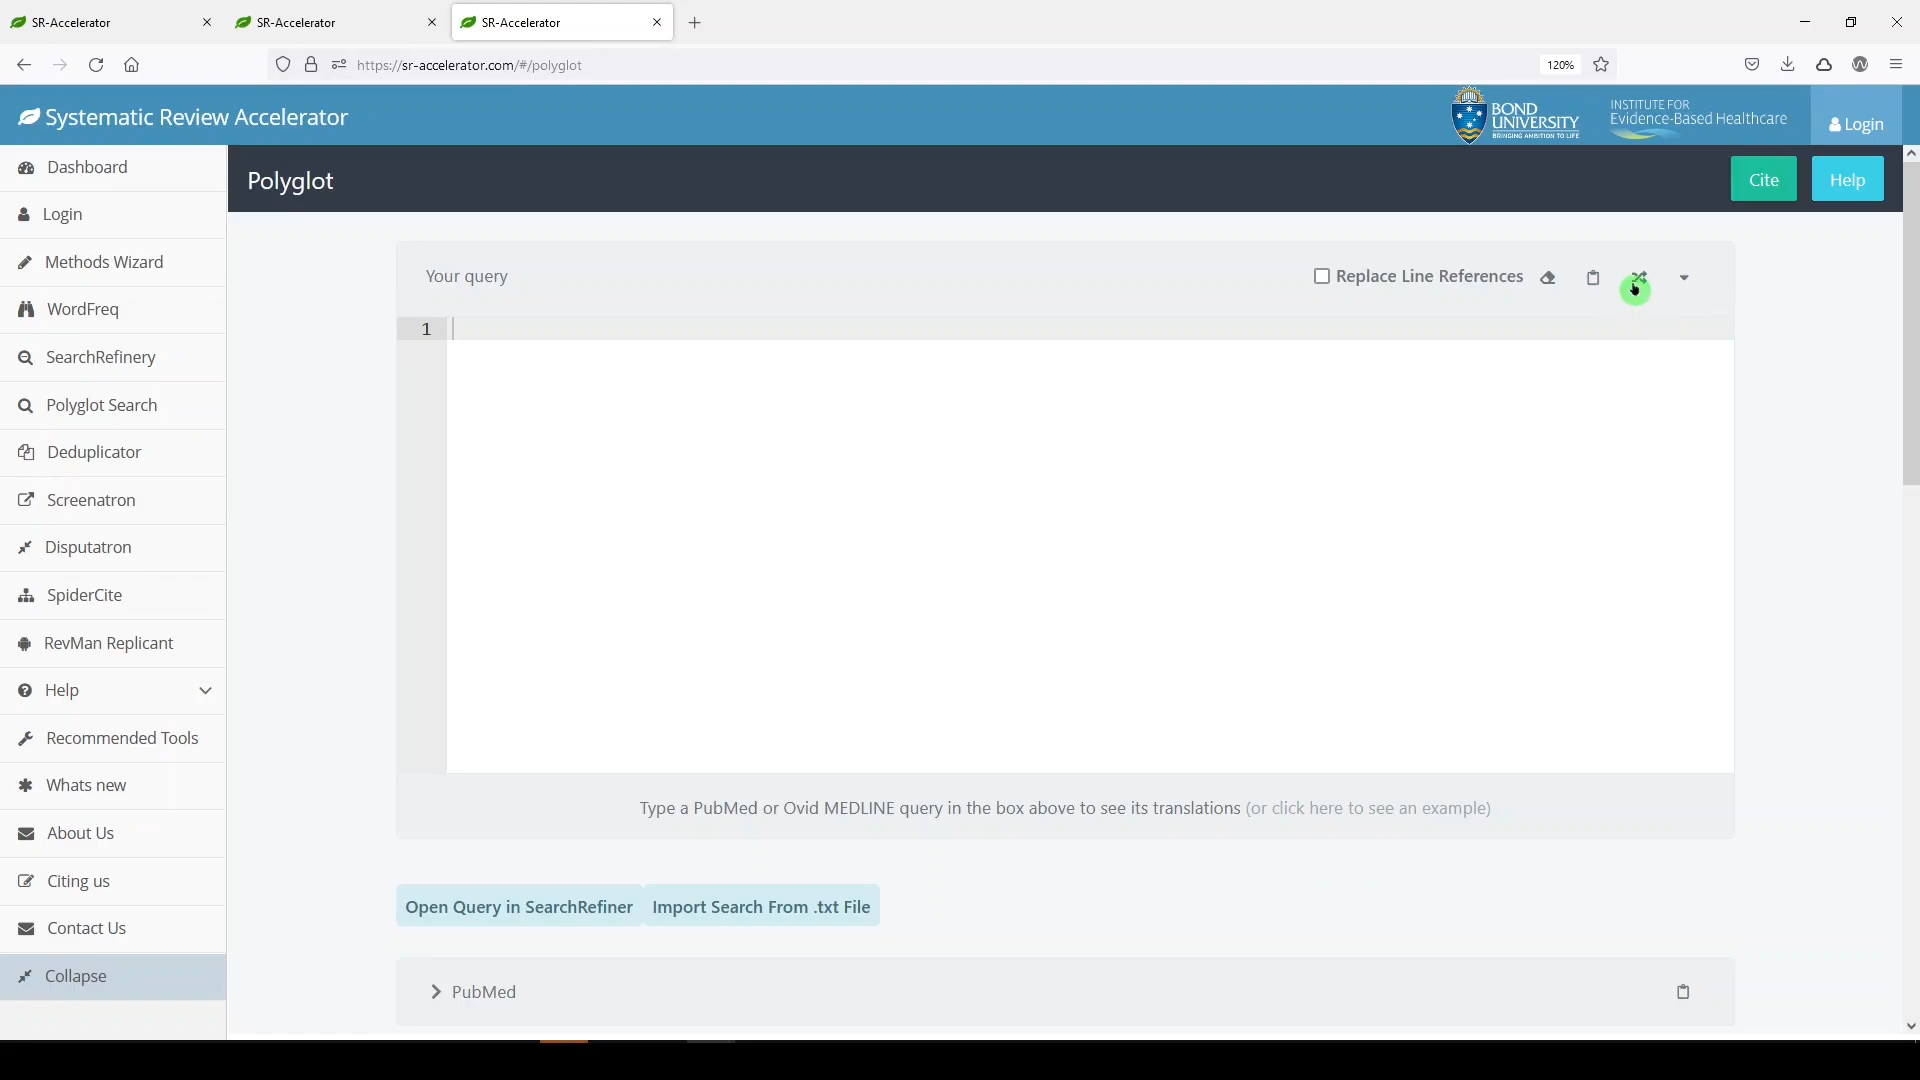 SR-Accelerator
SR-Accelerator
SR-Accelerator
https://sr-accelerator.com/#/polyglot
120%
Systematic Review Accelerator
BOND
UNIVERSITY
BRINGING AMBITION TO LIFE
INSTITUTE FOR
Evidence-Based Healthcare
Login
Dashboard
Login
Methods Wizard
WordFreq
SearchRefinery
Polyglot Search
Deduplicator
Screenatron
Disputatron
SpiderCite
RevMan Replicant
Help
Recommended Tools
Whats new
About Us
Citing us
Contact Us
Collapse
Polyglot
Cite
Help
Your query
Replace Line References
1
Type a PubMed or Ovid MEDLINE query in the box above to see its translations (or click here to see an example)
Open Query in SearchRefiner
Import Search From .txt File
PubMed